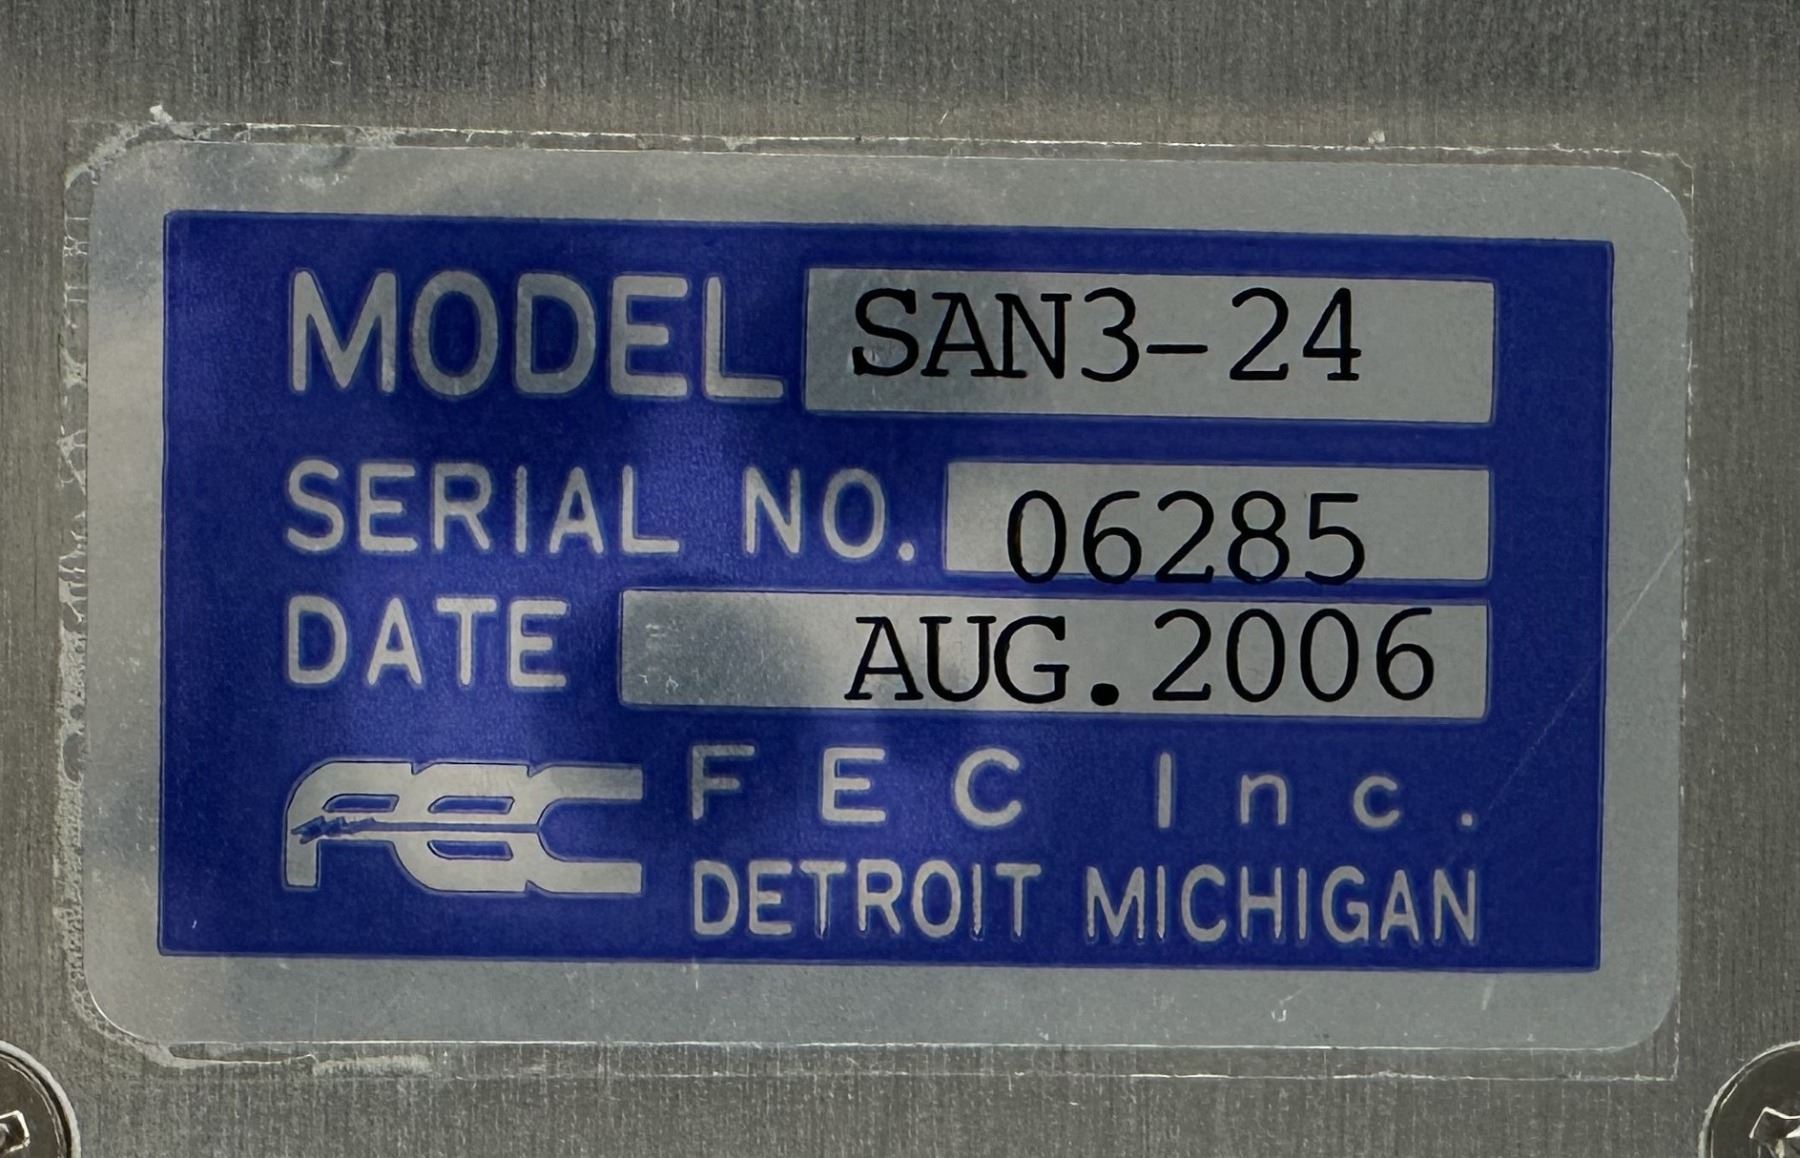 MODEL SAN3-24
SERIAL NO. 06285
DATE AUG.2006
FEC FEC Inc.
DETROIT MICHIGAN